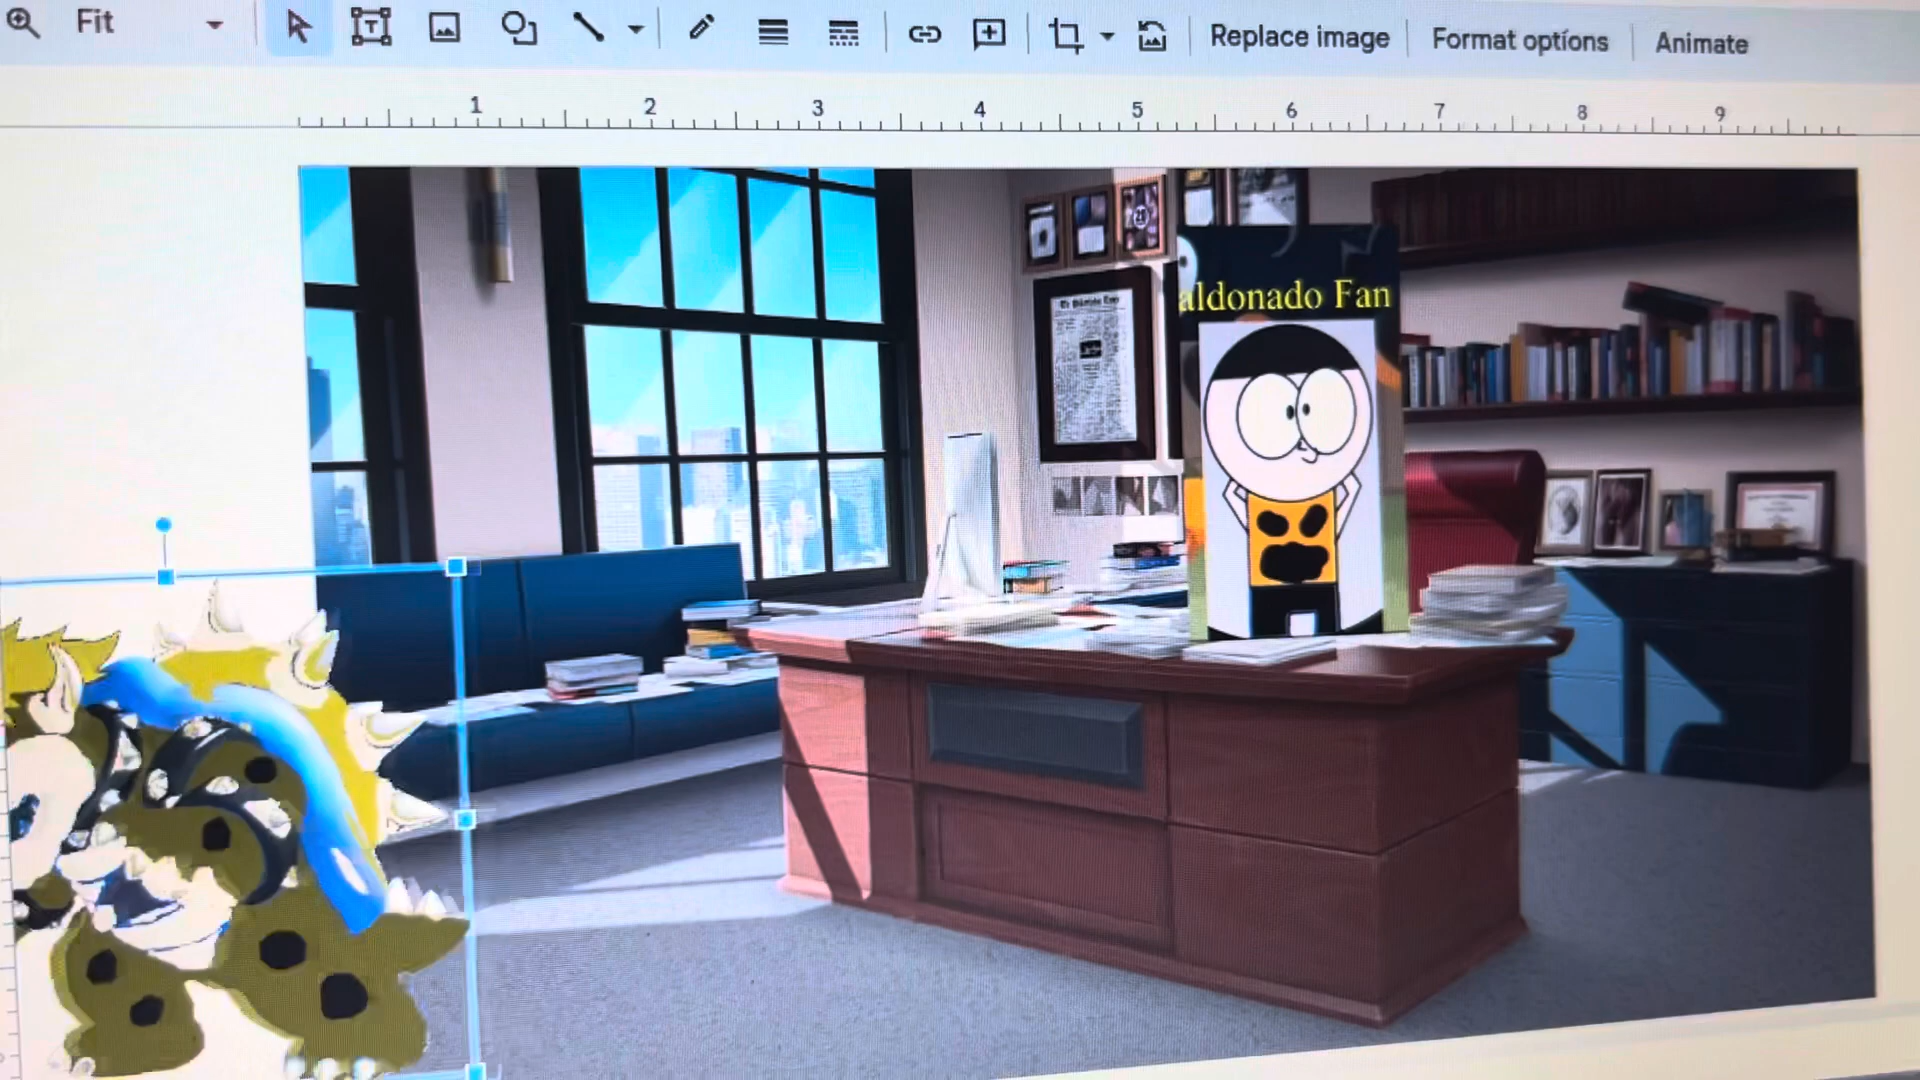 Fit
Replace image
Format options
Animate
1 2 3 4 5 6 7 8 9
aldonado Fan